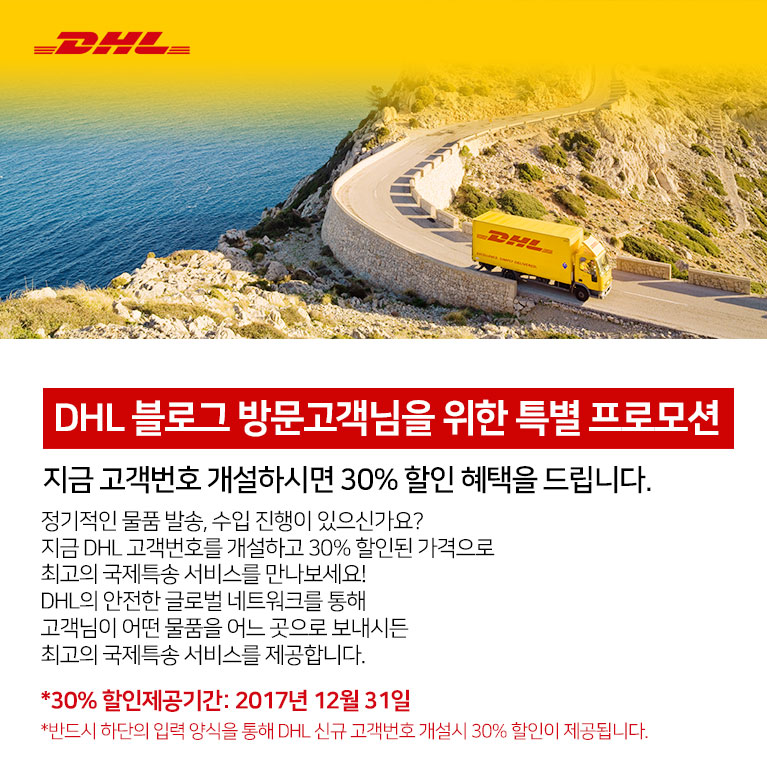 DHL
DHL
DHL 블로그 방문고객님을 위한 특별 프로모션
지금 고객번호 개설하시면 30% 할인 혜택을 드립니다.
정기적인 물품 발송, 수입 진행이 있으신가요?
지금 DHL 고객번호를 개설하고 30% 할인된 가격으로
최고의 국제특송 서비스를 만나보세요!
DHL의 안전한 글로벌 네트워크를 통해
고객님이 어떤 물품을 어느 곳으로 보내시든
최고의 국제특송 서비스를 제공합니다.
*30% 할인제공기간: 2017년 12월 31일
*반드시 하단의 입력 양식을 통해 DHL 신규 고객번호 개설시 30% 할인이 제공됩니다.